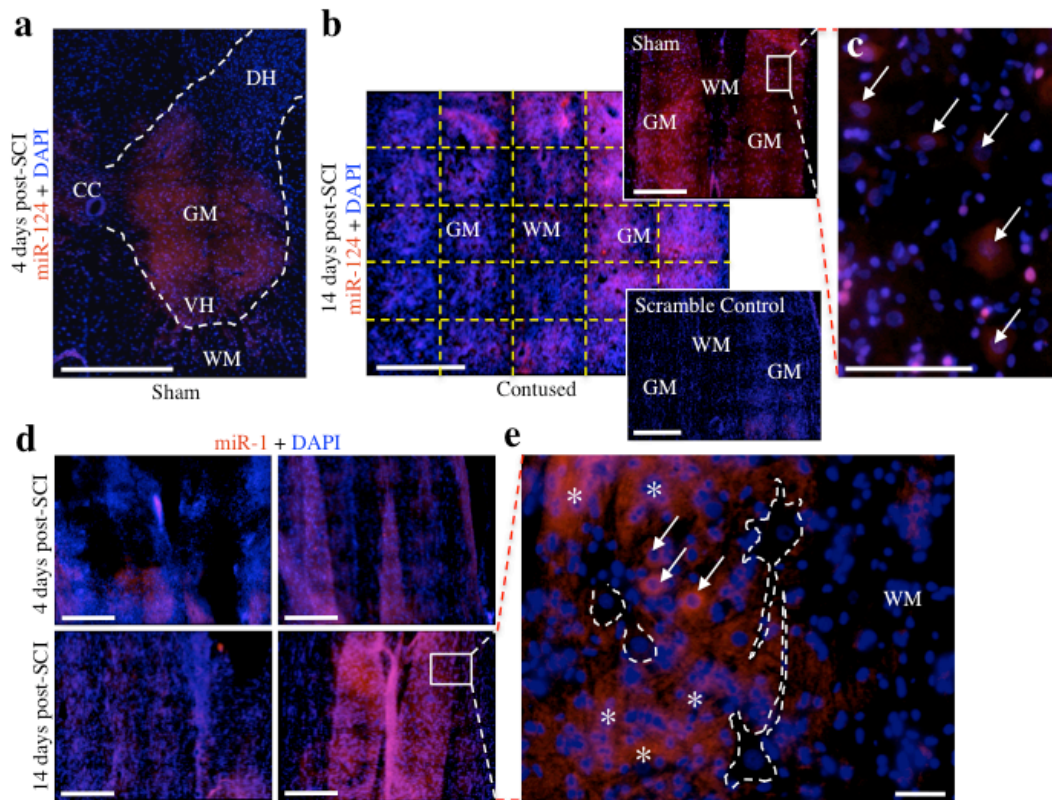 a
4 days post-SCI
miR-124 + DAPI
DH
CC
GM
VH
WM
Sham
b
14 days post-SCI
miR-124 + DAPI
GM
WM
GM
Contused
Sham
WM
GM
GM
Scramble Control
WM
GM
GM
c
d
miR-1 + DAPI
4 days post-SCI
14 days post-SCI
e
*
*
WM
*
*
*